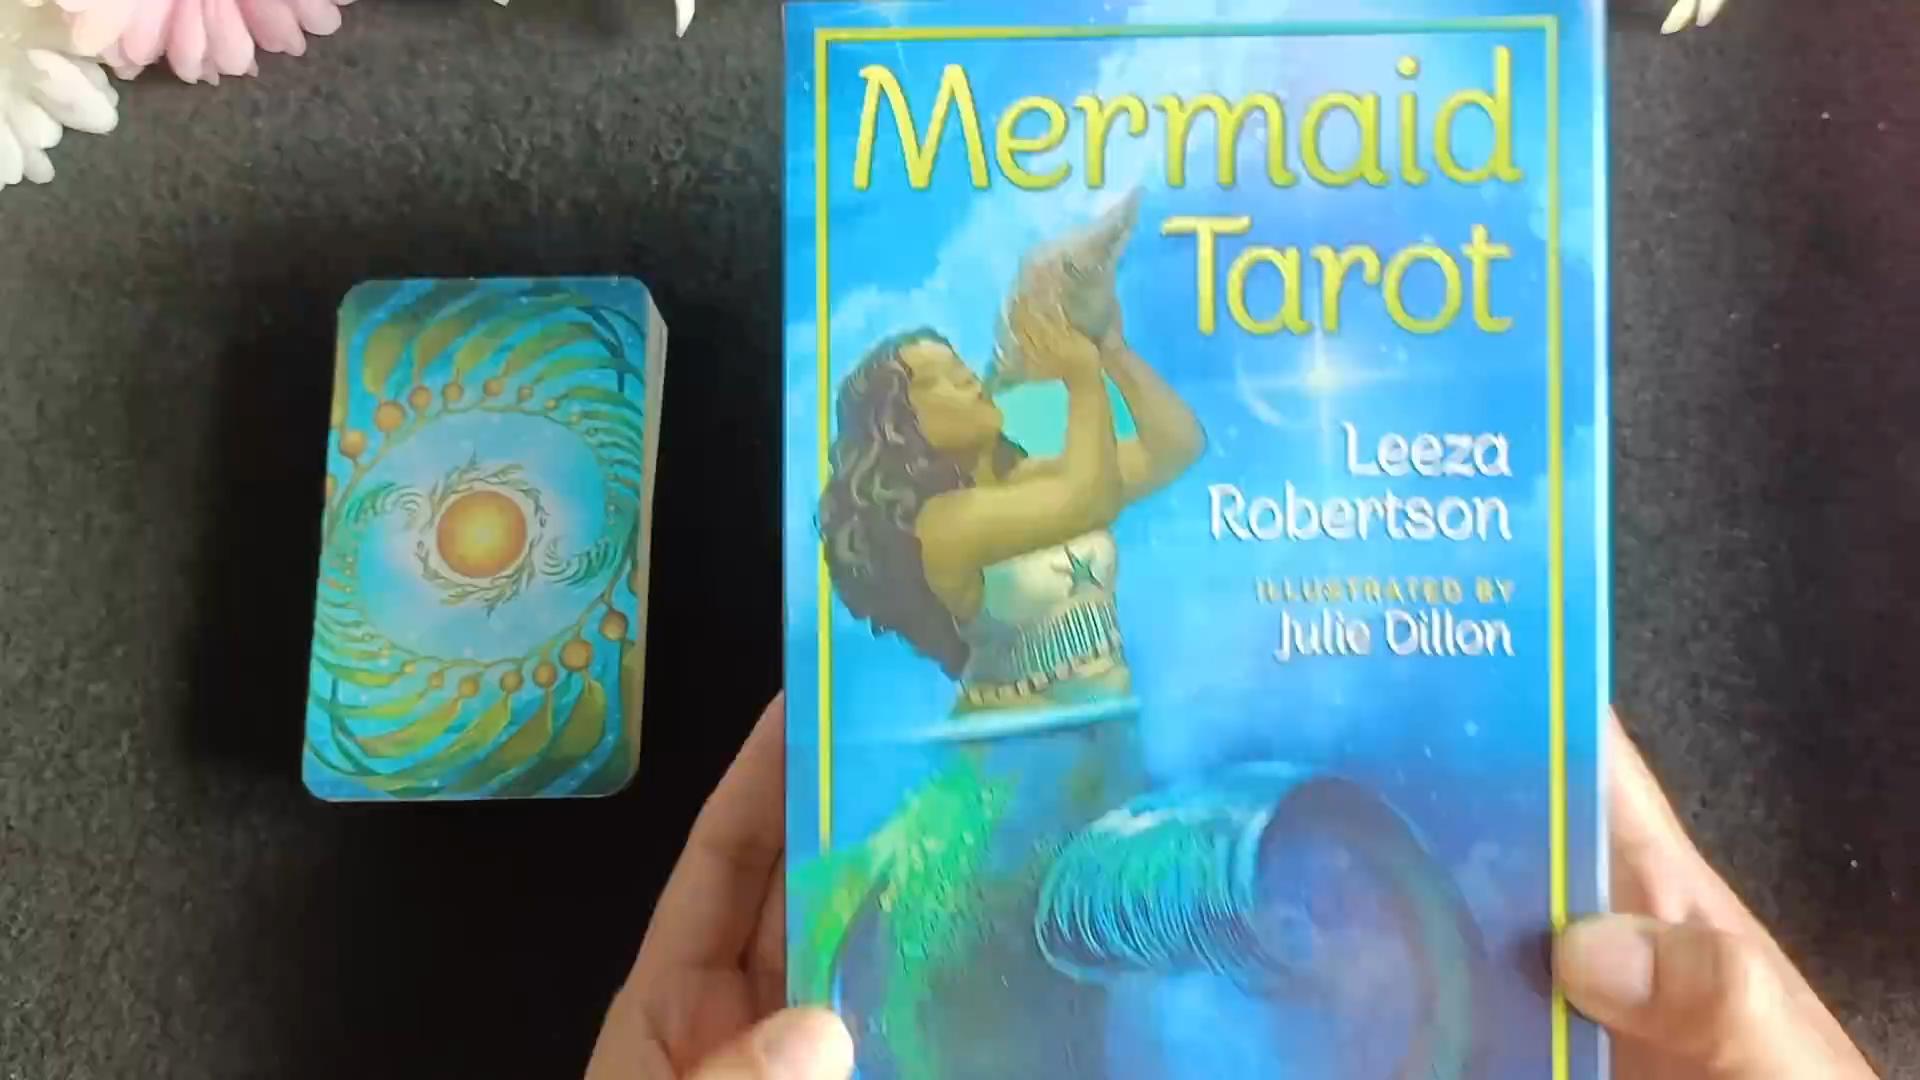 Mermaid
Tarot
Leeza
Robertson
ILLUSTRATED BY
Julie Dillon